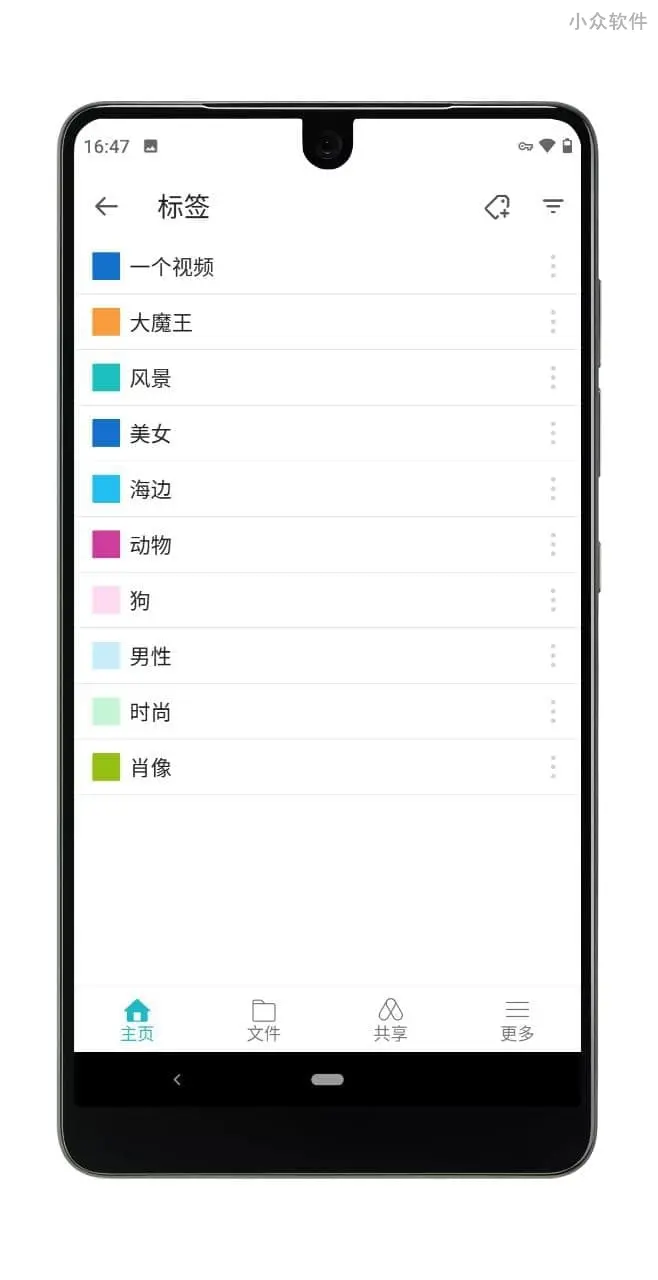 小众软件
16:47
标签
一个视频
大魔王
风景
美女
海边
动物
狗
男性
时尚
肖像
主页 文件 共享 更多